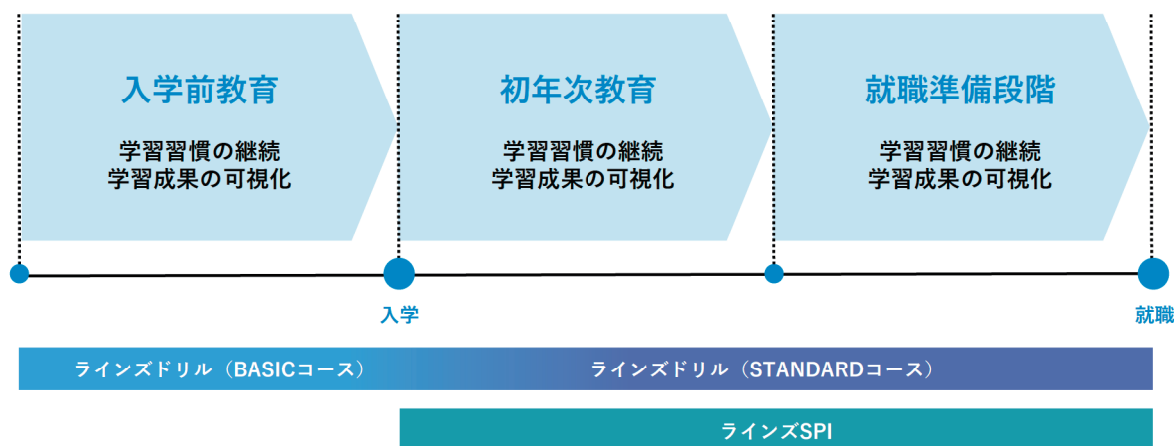 入学前教育
学習習慣の継続
学習成果の可視化
初年次教育
学習習慣の継続
学習成果の可視化
就職準備段階
学習習慣の継続
学習成果の可視化
入学
就職
ラインズドリル（BASICコース）
ラインズドリル（STANDARDコース）
ラインズSPI